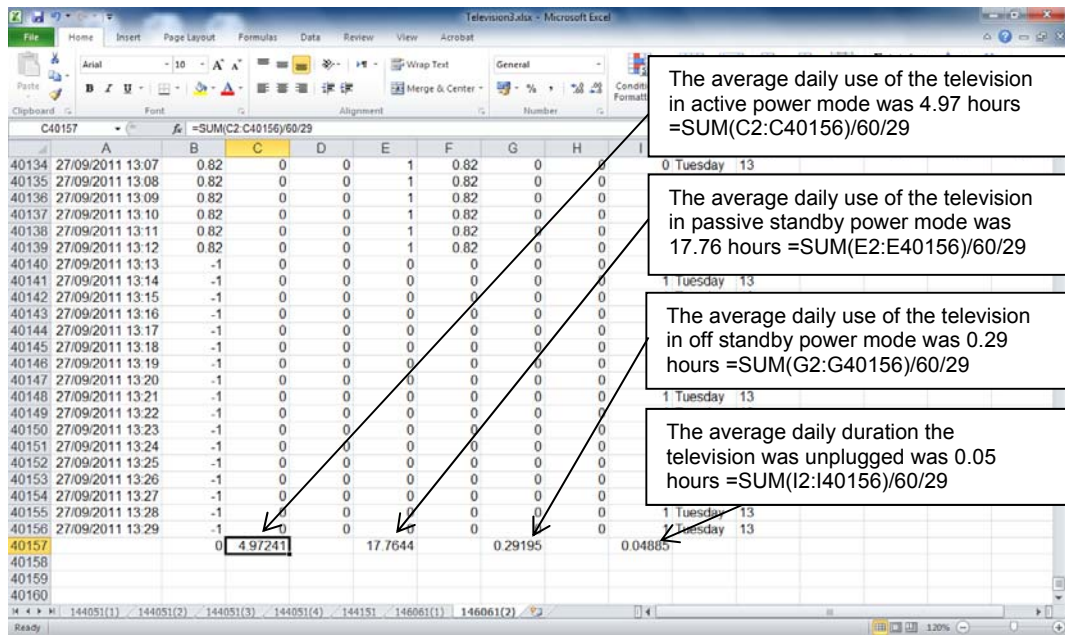 Television3.xlsx - Microsoft Excel
File Home Insert Page Layout Formulas Data Review View Acrobat
Paste Arial 10 A A Wrap Text General
B I U A Merge & Center % , Conditi
Formatt
Clipboard Font Alignment Number
The average daily use of the television
in active power mode was 4.97 hours
=SUM(C2:C40156)/60/29
C40157 fx =SUM(C2:C40156)/60/29
A B C D E F G H I
40134 27/09/2011 13:07 0.82 0 0 1 0.82 0 0 0 Tuesday 13
40135 27/09/2011 13:08 0.82 0 0 1 0.82 0 0
40136 27/09/2011 13:09 0.82 0 0 1 0.82 0 0
40137 27/09/2011 13:10 0.82 0 0 1 0.82 0 0
40138 27/09/2011 13:11 0.82 0 0 1 0.82 0 0
40139 27/09/2011 13:12 0.82 0 0 1 0.82 0 0
The average daily use of the television
in passive standby power mode was
17.76 hours =SUM(E2:E40156)/60/29
40140 27/09/2011 13:13 -1 0 0 0 0 0 0
40141 27/09/2011 13:14 -1 0 0 0 0 0 0 1 Tuesday 13
40142 27/09/2011 13:15 -1 0 0 0 0 0 0
40143 27/09/2011 13:16 -1 0 0 0 0 0 0
40144 27/09/2011 13:17 -1 0 0 0 0 0 0
40145 27/09/2011 13:18 -1 0 0 0 0 0 0
40146 27/09/2011 13:19 -1 0 0 0 0 0 0
40147 27/09/2011 13:20 -1 0 0 0 0 0 0
The average daily use of the television
in off standby power mode was 0.29
hours =SUM(G2:G40156)/60/29
40148 27/09/2011 13:21 -1 0 0 0 0 0 0 1 Tuesday 13
40149 27/09/2011 13:22 -1 0 0 0 0 0 0
40150 27/09/2011 13:23 -1 0 0 0 0 0 0
40151 27/09/2011 13:24 -1 0 0 0 0 0 0
40152 27/09/2011 13:25 -1 0 0 0 0 0 0
40153 27/09/2011 13:26 -1 0 0 0 0 0 0
40154 27/09/2011 13:27 -1 0 0 0 0 0 0
The average daily duration the
television was unplugged was 0.05
hours =SUM(I2:I40156)/60/29
40155 27/09/2011 13:28 -1 0 0 0 0 0 0 1 Tuesday 13
40156 27/09/2011 13:29 -1 0 0 0 0 0 0 1 Tuesday 13
40157 0 4.97241 17.7644 0.29195 0.04885
40158
40159
40160
144051(1) 144051(2) 144051(3) 144051(4) 144151 146061(1) 146061(2)
Ready 120%